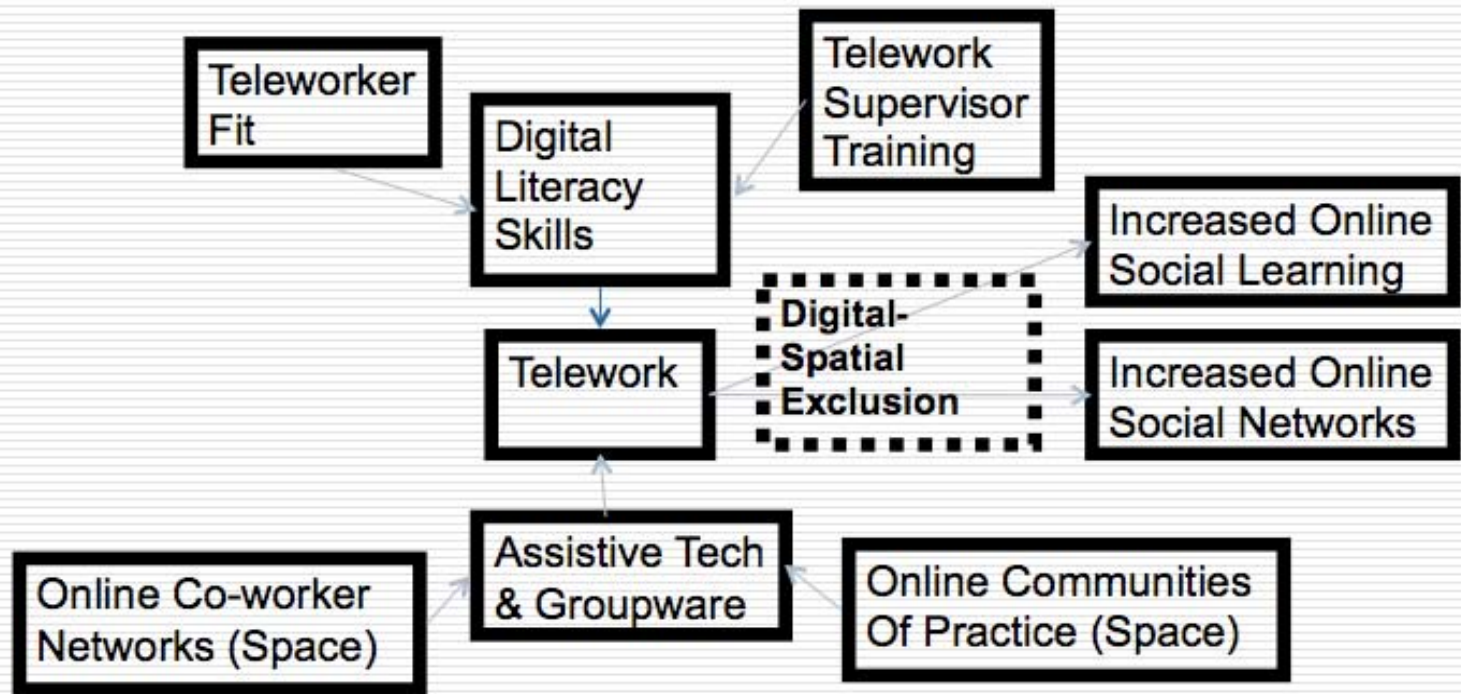 Teleworker
Fit
Digital
Literacy
Skills
Telework
Supervisor
Training
Increased Online
Social Learning
Digital-
Spatial
Exclusion
Telework
Increased Online
Social Networks
Assistive Tech
& Groupware
Online Co-worker
Networks (Space)
Online Communities
Of Practice (Space)